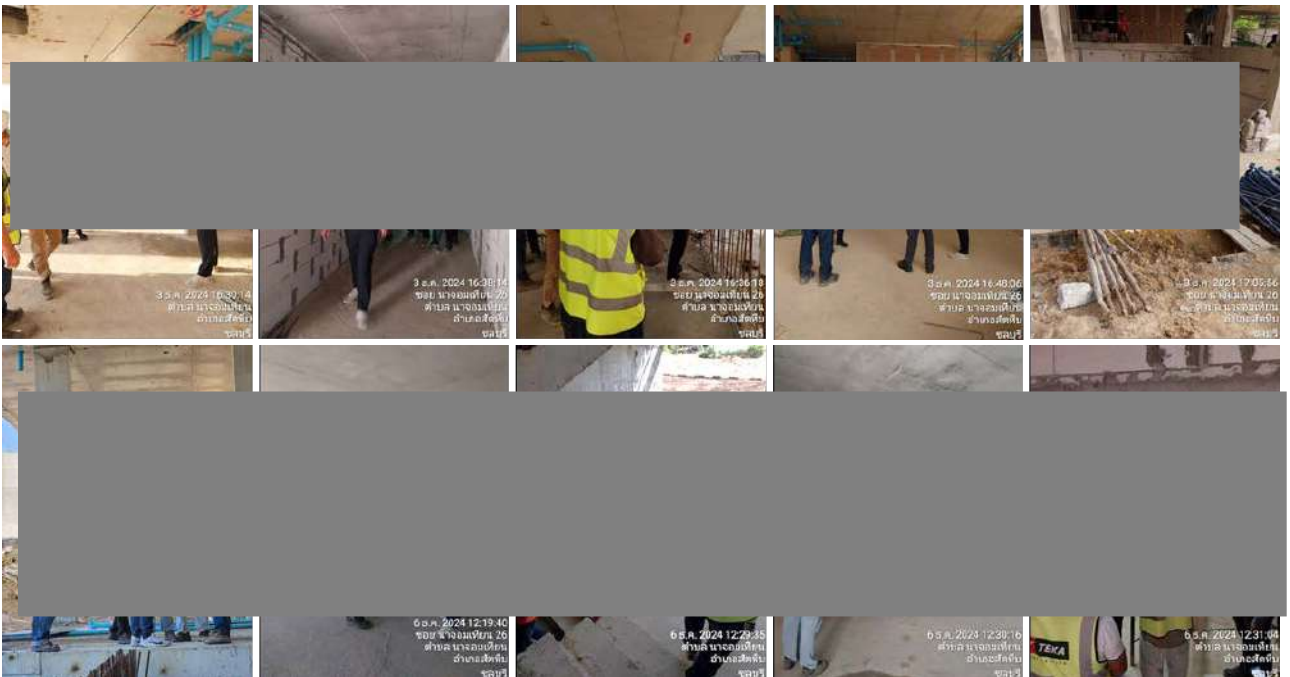 3 ธ.ค. 2024 16:30:14
ตำบล นาจอมเทียน
อำเภอสัตหีบ
ชลบุรี
3 ธ.ค. 2024 16:30:14
ซอย นาจอมเทียน 26
ตำบล นาจอมเทียน
อำเภอสัตหีบ
ชลบุรี
3 ธ.ค. 2024
ซอย นาจอมเทียน 26
ตำบล นาจอมเทียน
อำเภอสัตหีบ
ชลบุรี
3 ธ.ค. 2024 16:48:06
ซอย นาจอมเทียน 26
ตำบล นาจอมเทียน
อำเภอสัตหีบ
ชลบุรี
3 ธ.ค. 2024
ซอย นาจอมเทียน 26
ตำบล นาจอมเทียน
อำเภอสัตหีบ
ชลบุรี
6 ธ.ค. 2024 12:19:40
ซอย นาจอมเทียน 26
ตำบล นาจอมเทียน
อำเภอสัตหีบ
ชลบุรี
6 ธ.ค. 2024 12:29:35
ตำบล นาจอมเทียน
อำเภอสัตหีบ
ชลบุรี
6 ธ.ค. 2024 12:30:16
ตำบล นาจอมเทียน
อำเภอสัตหีบ
ชลบุรี
TEKA
6 ธ.ค. 2024 12:31:04
ตำบล นาจอมเทียน
อำเภอสัตหีบ
ชลบุรี